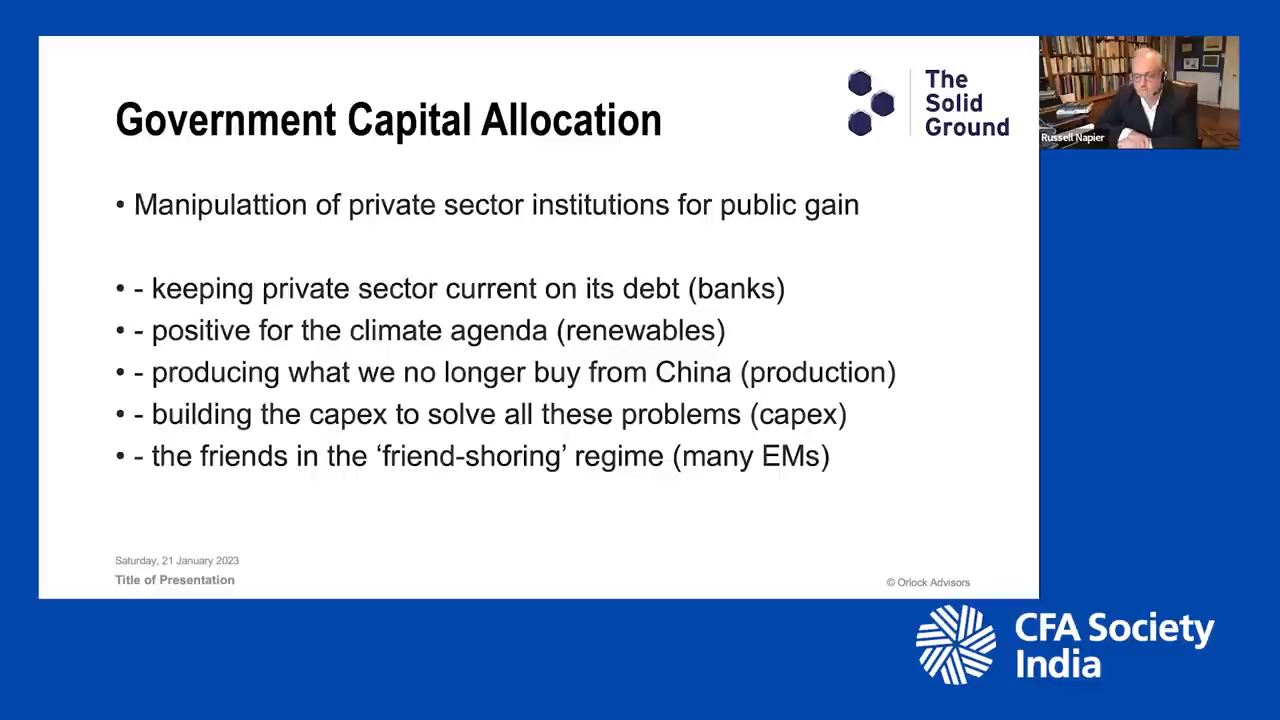 Government Capital Allocation
The
Solid
Ground
Russell Napier
• Manipulattion of private sector institutions for public gain
• - keeping private sector current on its debt (banks)
• - positive for the climate agenda (renewables)
• - producing what we no longer buy from China (production)
• - building the capex to solve all these problems (capex)
• - the friends in the ‘friend-shoring’ regime (many EMs)
Saturday, 21 January 2023
Title of Presentation
© Orlock Advisors
CFA Society
India